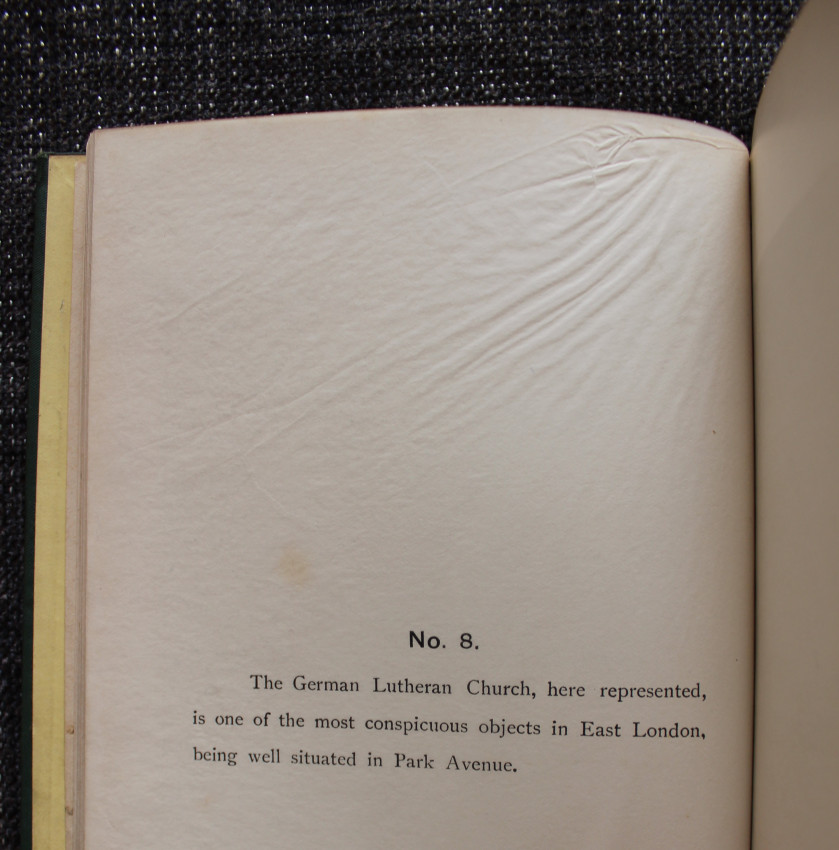 No. 8.
The German Lutheran Church, here represented,
is one of the most conspicuous objects in East London,
being well situated in Park Avenue.